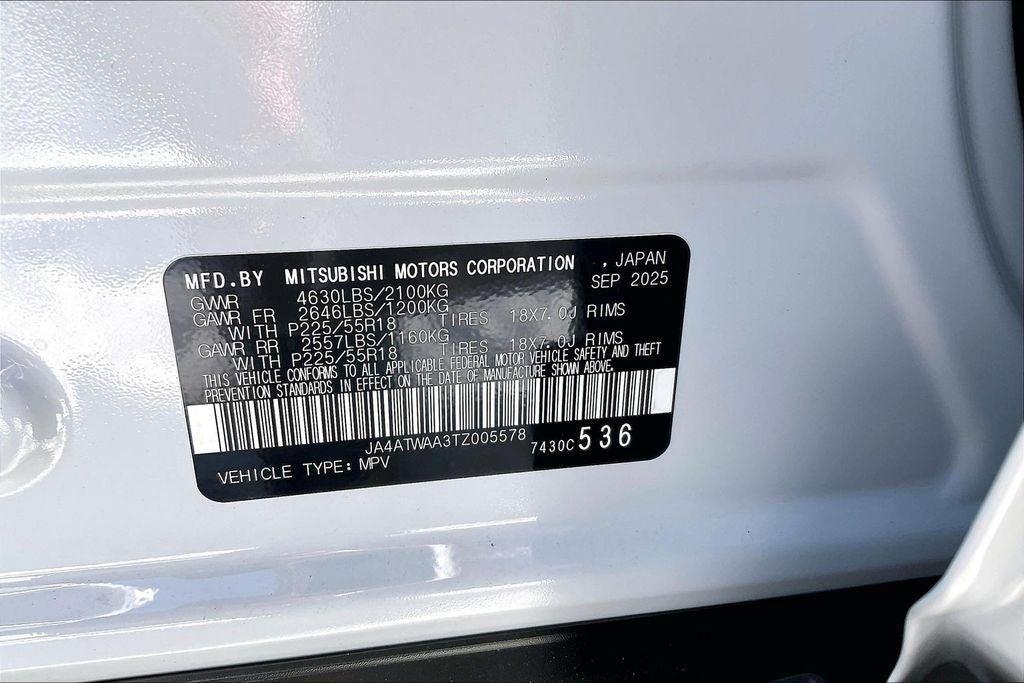 MFD.BY MITSUBISHI MOTORS CORPORATION , JAPAN
SEP 2025
GVWR 4630LBS/2100KG
GAWR FR 2646LBS/1200KG
WITH P225/55R18 TIRES 18X7.0J RIMS
GAWR RR 2557LBS/1160KG
WITH P225/55R18 TIRES 18X7.0J RIMS
THIS VEHICLE CONFORMS TO ALL APPLICABLE FEDERAL MOTOR VEHICLE SAFETY AND THEFT
PREVENTION STANDARDS IN EFFECT ON THE DATE OF MANUFACTURE SHOWN ABOVE.
JA4ATWAA3TZ005578 7430C 536
VEHICLE TYPE: MPV